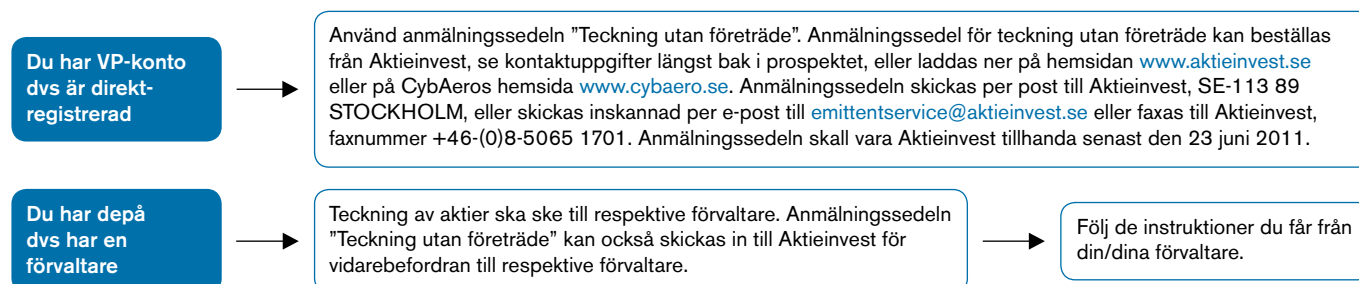 Du har VP-konto
dvs är direkt-
registrerad
Använd anmälningssedeln ”Teckning utan företräde”. Anmälningssedel för teckning utan företräde kan beställas
från Aktieinvest, se kontaktuppgifter längst bak i prospektet, eller laddas ner på hemsidan www.aktieinvest.se
eller på CybAeros hemsida www.cybaero.se. Anmälningssedeln skickas per post till Aktieinvest, SE-113 89
STOCKHOLM, eller skickas inskannad per e-post till emittentservice@aktieinvest.se eller faxas till Aktieinvest,
faxnummer +46-(0)8-5065 1701. Anmälningssedeln skall vara Aktieinvest tillhanda senast den 23 juni 2011.
Du har depå
dvs har en
förvaltare
Teckning av aktier ska ske till respektive förvaltare. Anmälningssedeln
”Teckning utan företräde” kan också skickas in till Aktieinvest för
vidarebefordran till respektive förvaltare.
Följ de instruktioner du får från
din/dina förvaltare.